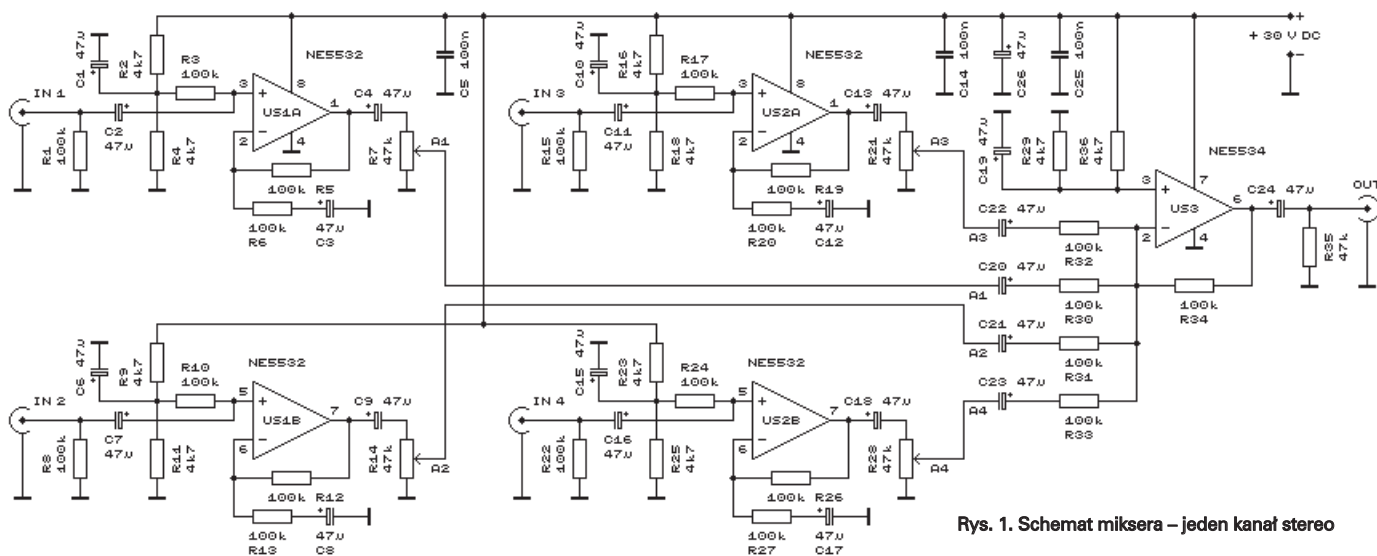 C1 47u
R2 4k7
R3
100k
NE5532
C5 100n
IN 1
3
8
1
US1A
2
4
C4 47u
R1 100k
C2
47u
R4 4k7
R7 47k
A1
100k R5
47u
100k
R6
C3
C10 47u
R16 4k7
R17
100k
NE5532
IN 3
3
8
1
US2A
2
4
C13 47u
R15 100k
C11
47u
R18 4k7
R21 47k
A3
100k R19
47u
100k
R20
C12
C14 100n
C26 47u
C25 100n
+
+ 30 V DC
-
C19 47u
R29 4k7
R36 4k7
NE5534
3
7
6
US3
2
4
C24 47u
OUT
R35 47k
C22 47u
A3
100k
R32
C20 47u
A1
100k
R30
100k
R34
C21 47u
A2
100k
R31
C23 47u
A4
100k
R33
C6 47u
R9 4k7
R10
100k
NE5532
IN 2
5
7
US1B
6
C9 47u
R8 100k
C7
47u
R11 4k7
R14 47k
A2
100k R12
47u
100k
R13
C8
C15 47u
R23 4k7
R24
100k
NE5532
IN 4
5
7
US2B
6
C18 47u
R22 100k
C16
47u
R25 4k7
R28 47k
A4
100k R26
47u
100k
R27
C17
Rys. 1. Schemat miksera – jeden kanał stereo